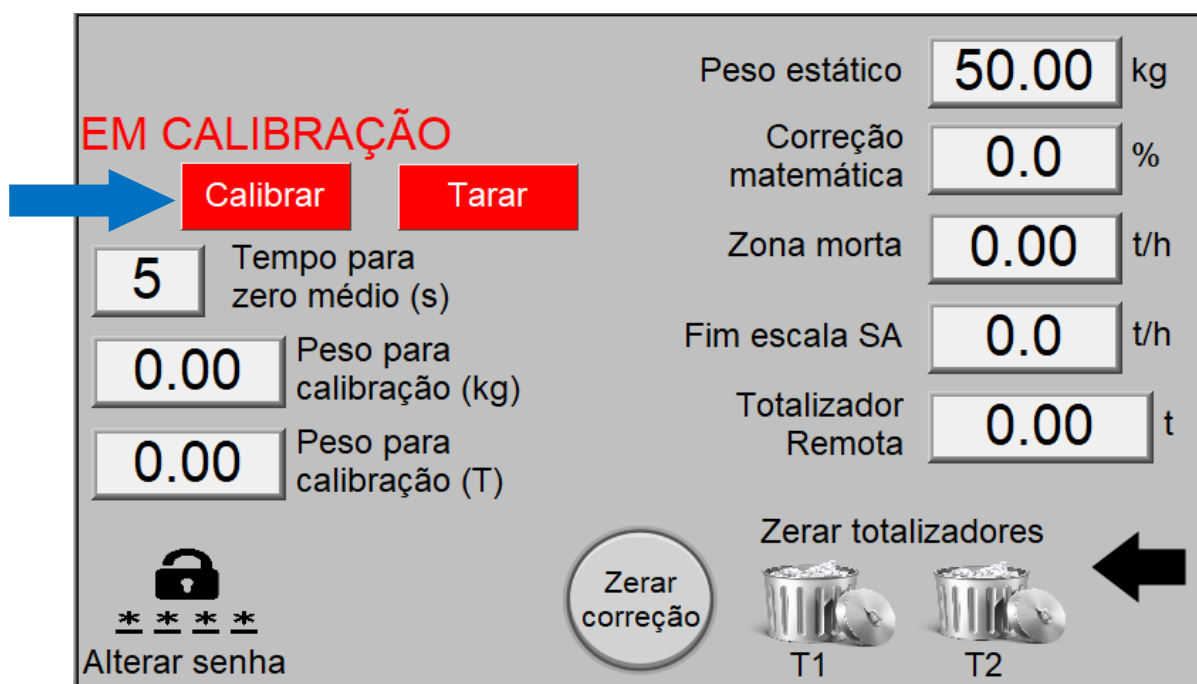 EM CALIBRAÇÃO
Calibrar
Tarar
5
Tempo para
zero médio (s)
0.00
Peso para
calibração (kg)
0.00
Peso para
calibração (T)
* * * *
Alterar senha
Peso estático
50.00
kg
Correção
matemática
0.0
%
Zona morta
0.00
t/h
Fim escala SA
0.0
t/h
Totalizador
Remota
0.00
t
Zerar
correção
Zerar totalizadores
T1
T2